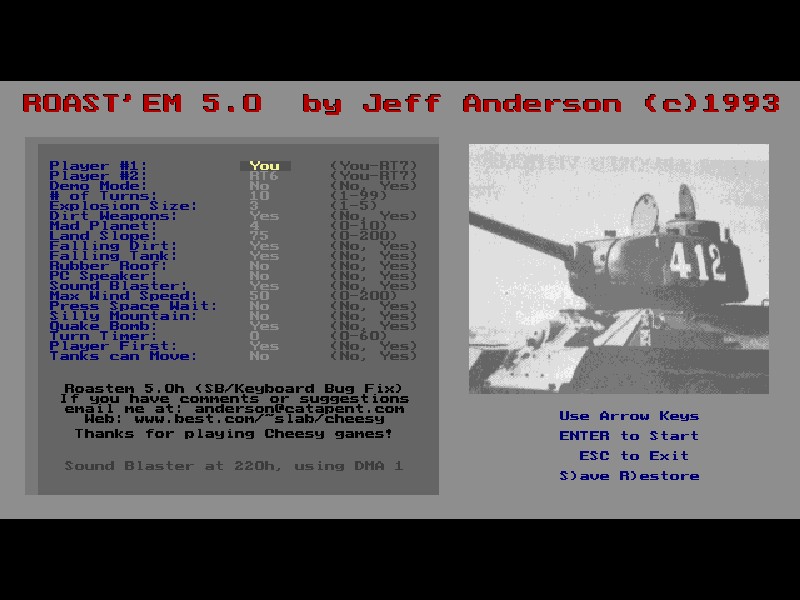 ROAST'EM 5.0 by Jeff Anderson (c)1993
Player #1: You (You-RT7)
Player #2: RT6 (You-RT7)
Demo Mode: No (No, Yes)
# of Turns: 10 (1-99)
Explosion Size: 3 (1-5)
Dirt Weapons: Yes (No, Yes)
Mad Planet: 4 (0-10)
Land Slope: 75 (0-200)
Falling Dirt: Yes (No, Yes)
Falling Tank: Yes (No, Yes)
Rubber Roof: No (No, Yes)
PC Speaker: No (No, Yes)
Sound Blaster: Yes (No, Yes)
Max Wind Speed: 50 (0-200)
Press Space Wait: No (No, Yes)
Silly Mountain: No (No, Yes)
Quake Bomb: Yes (No, Yes)
Turn Timer: 0 (0-60)
Player First: Yes (No, Yes)
Tanks can Move: No (No, Yes)
Roastem 5.0h (SB/Keyboard Bug Fix)
If you have comments or suggestions
email me at: anderson@catapent.com
Web: www.best.com/~slab/cheesy
Thanks for playing Cheesy games!
Sound Blaster at 220h, using DMA 1
412
Use Arrow Keys
ENTER to Start
ESC to Exit
S)ave R)estore